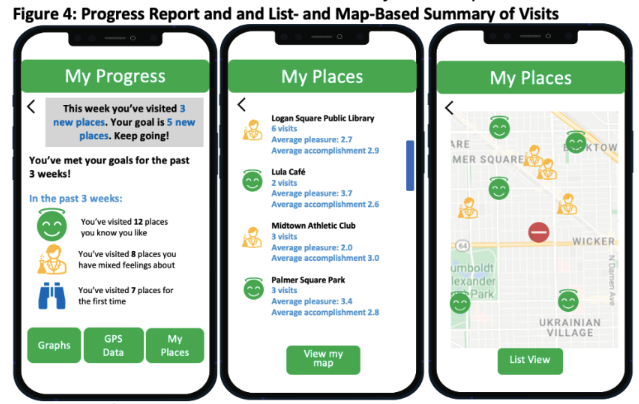 Figure 4: Progress Report and and List- and Map-Based Summary of Visits
My Progress
This week you've visited 3
new places. Your goal is 5 new
places. Keep going!
You've met your goals for the past
3 weeks!
In the past 3 weeks:
You've visited 12 places
you know you like
You've visited 8 places you
have mixed feelings about
You've visited 7 places for
the first time
Graphs
GPS
Data
My
Places
My Places
Logan Square Public Library
6 visits
Average pleasure: 2.7
Average accomplishment 2.9
Lula Café
2 visits
Average pleasure: 3.7
Average accomplishment 2.6
Midtown Athletic Club
3 visits
Average pleasure: 2.0
Average accomplishment 3.0
Palmer Square Park
3 visits
Average pleasure: 3.4
Average accomplishment 2.8
View my
map
My Places
ARE
MER SQUARE
KTOW
64
WICKER
umboldt
lexander
Park
N Damen Ave
UKRAINIAN
VILLAGE
List View